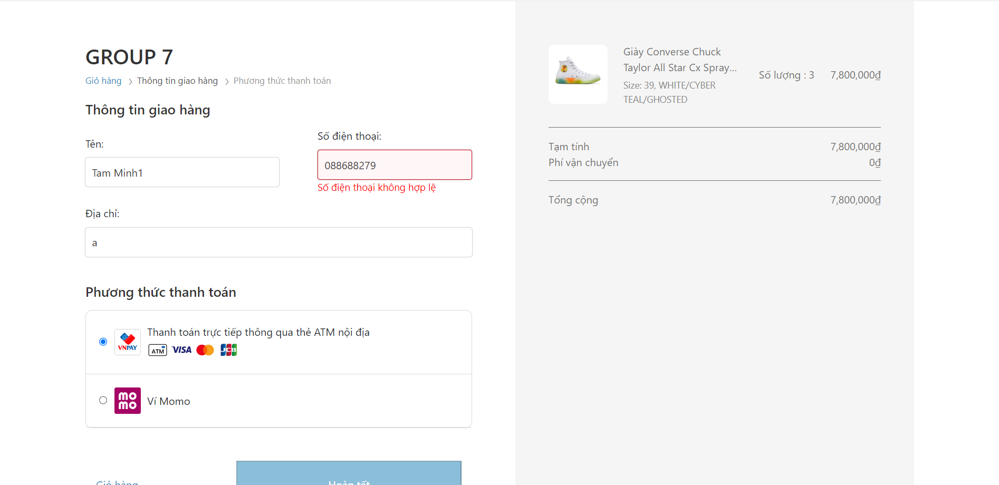 GROUP 7
Giỏ hàng > Thông tin giao hàng > Phương thức thanh toán
Thông tin giao hàng
Tên:
Tam Minh1
Số điện thoại:
088688279
Số điện thoại không hợp lệ
Địa chỉ:
a
Phương thức thanh toán
VNPAY
Thanh toán trực tiếp thông qua thẻ ATM nội địa
ATM VISA JCB
mo
mo
Ví Momo
Giỏ hàng
Hoàn tất
Giày Converse Chuck
Taylor All Star Cx Spray...
Size: 39, WHITE/CYBER
TEAL/GHOSTED
Số lượng : 3
7,800,000₫
Tạm tính 7,800,000₫
Phí vận chuyển 0₫
Tổng cộng 7,800,000₫